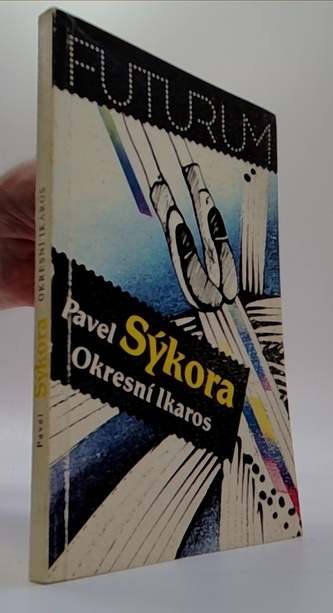 FUTURUM
Pavel Sýkora
Okresní Ikaros
Pavel Sýkora OKRESNÍ IKAROS